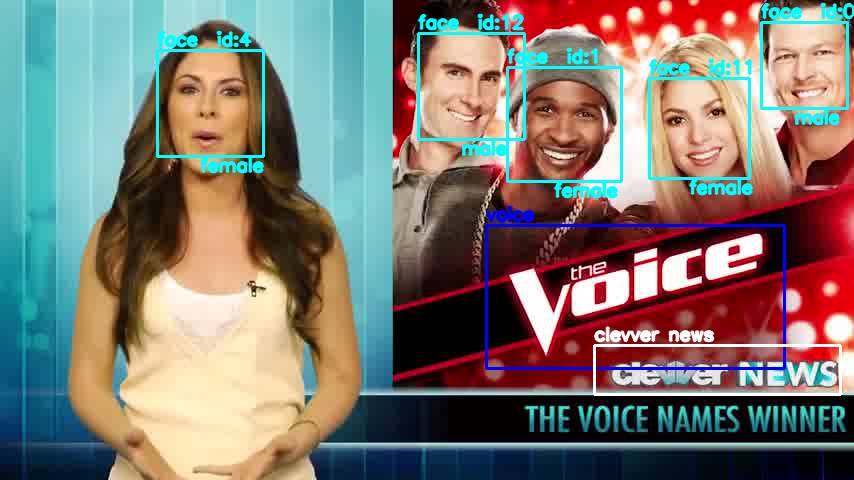 face id:4
female
face id:12
male
face id:1
female
face id:11
female
face id:0
male
voice
the
Voice
clevver news
clevver NEWS
THE VOICE NAMES WINNER